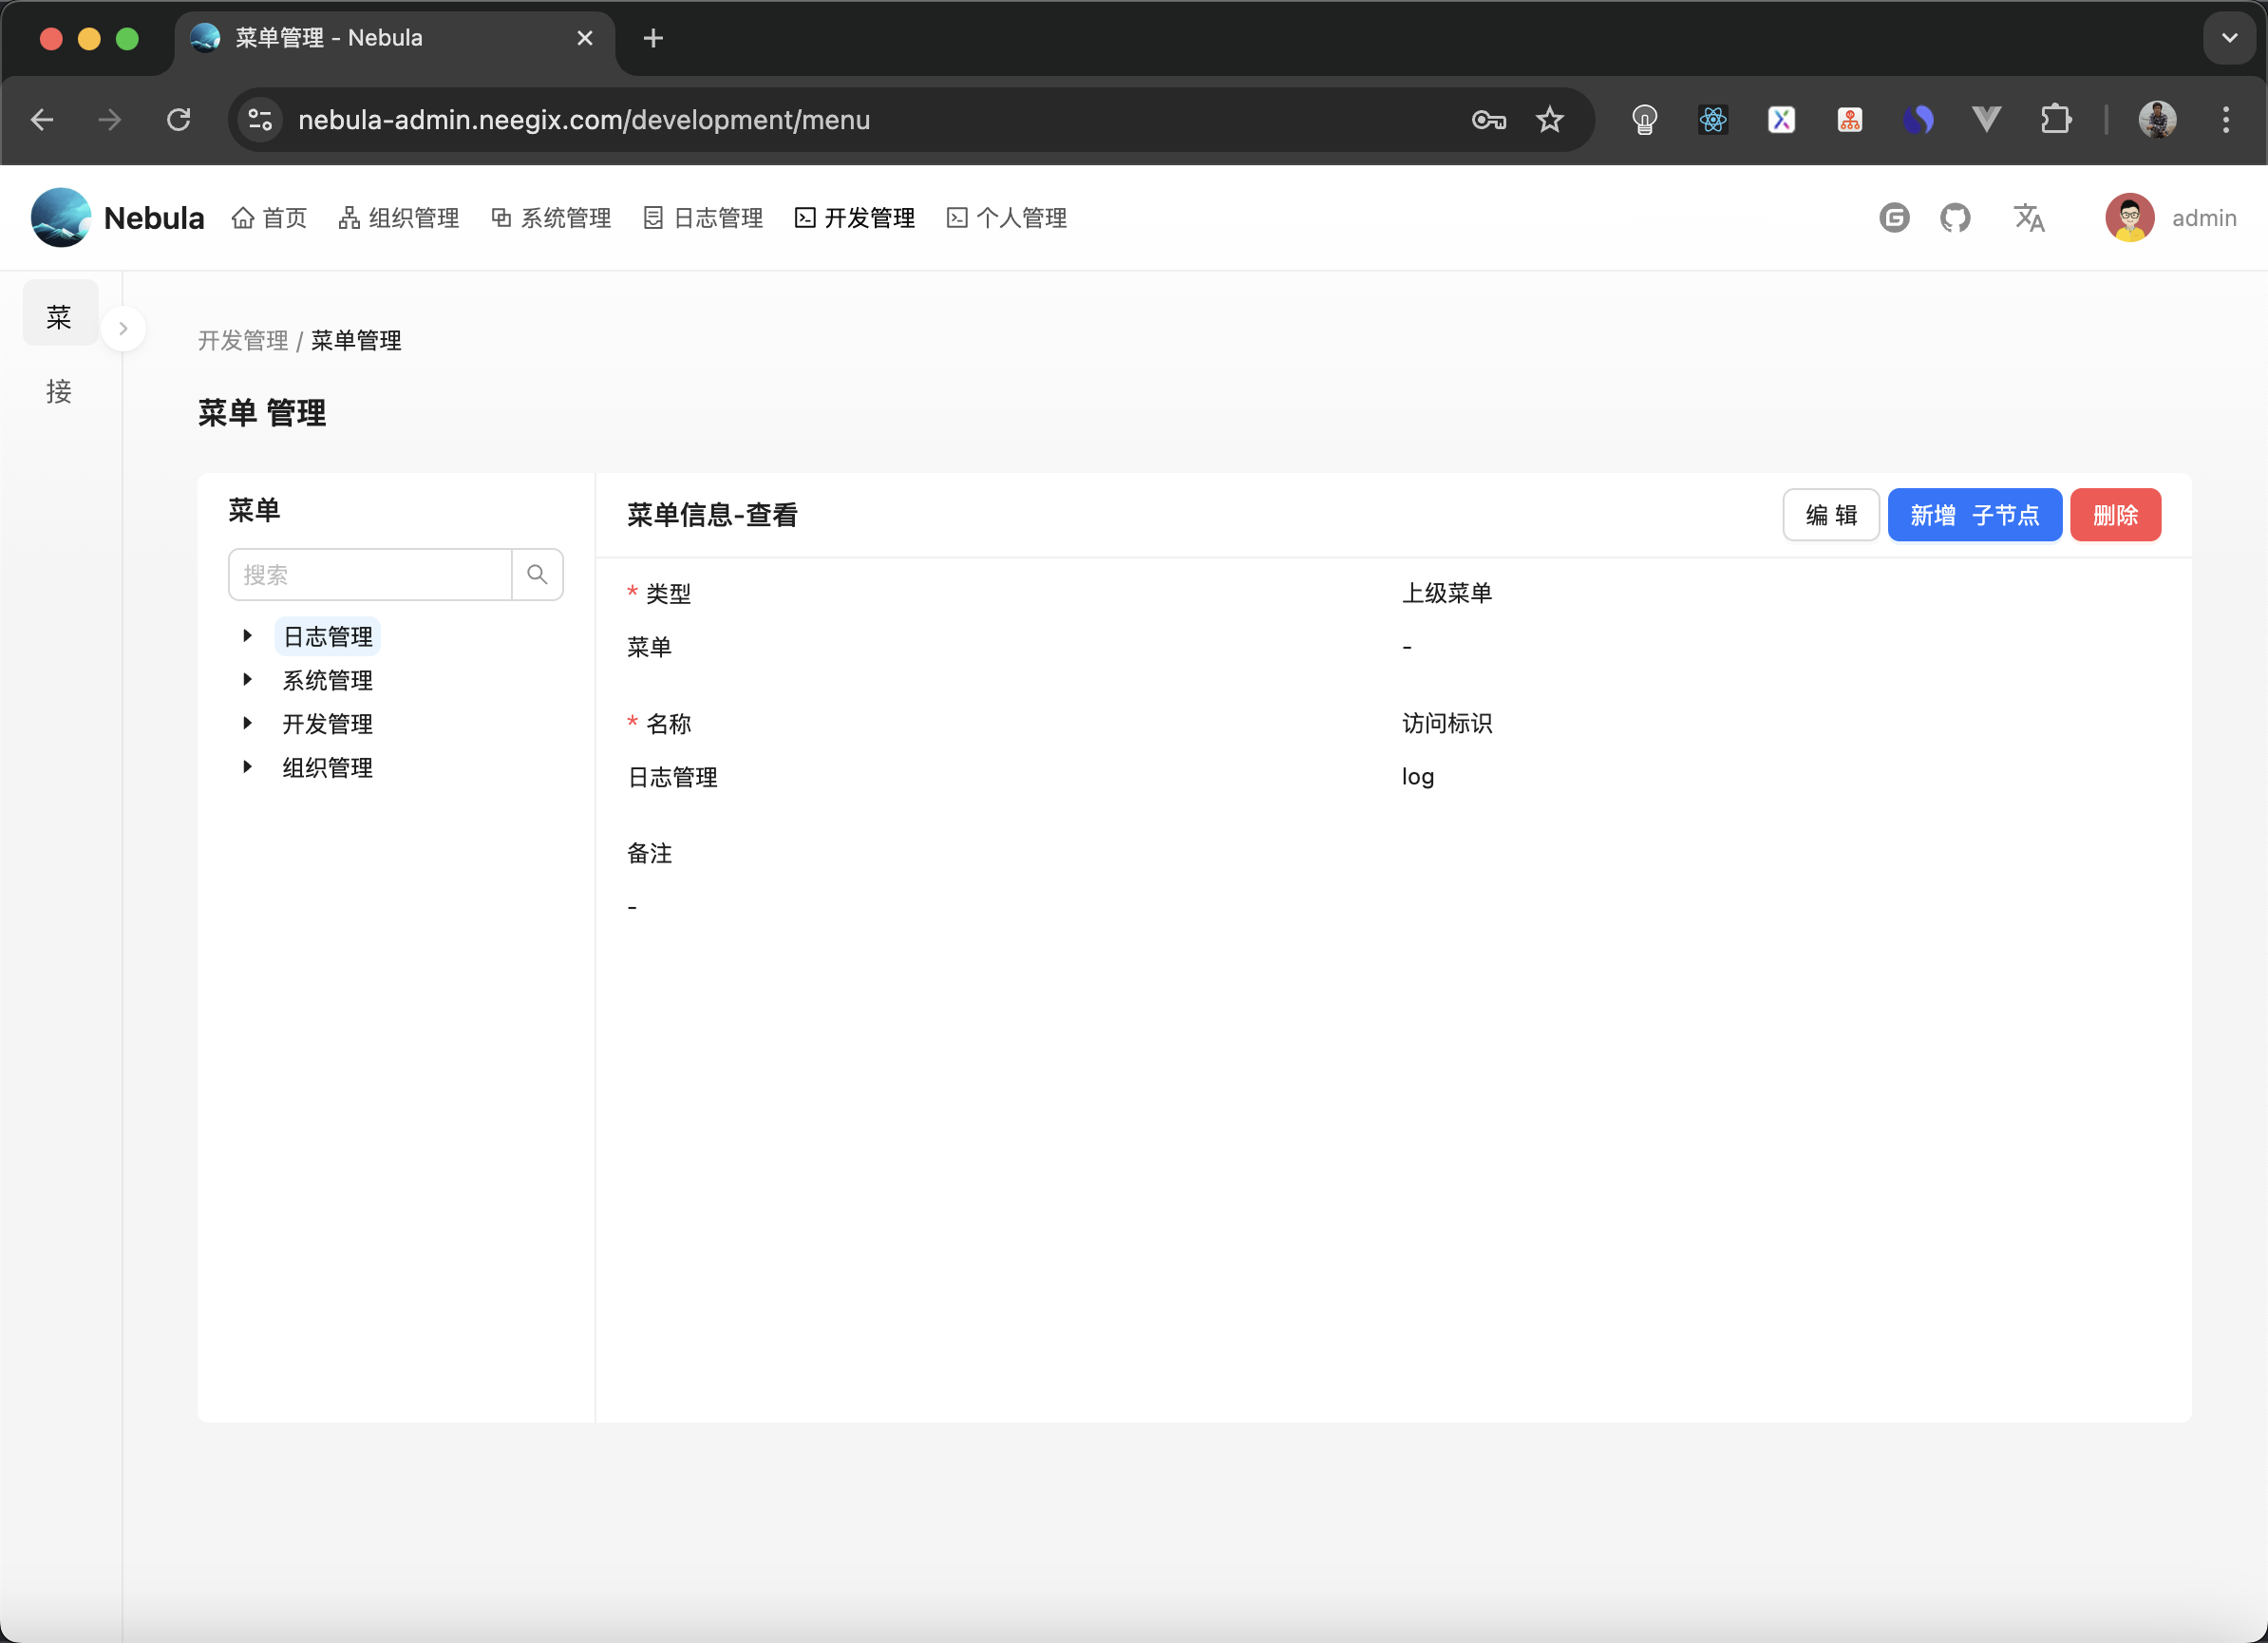 菜单管理 - Nebula
nebula-admin.neegix.com/development/menu
Nebula 首页 组织管理 系统管理 日志管理 开发管理 个人管理 admin
菜
接
开发管理 / 菜单管理
菜单 管理
菜单
搜索
日志管理
系统管理
开发管理
组织管理
菜单信息-查看
编 辑 新增 子节点 删除
* 类型 上级菜单
菜单 -
* 名称 访问标识
日志管理 log
备注
-